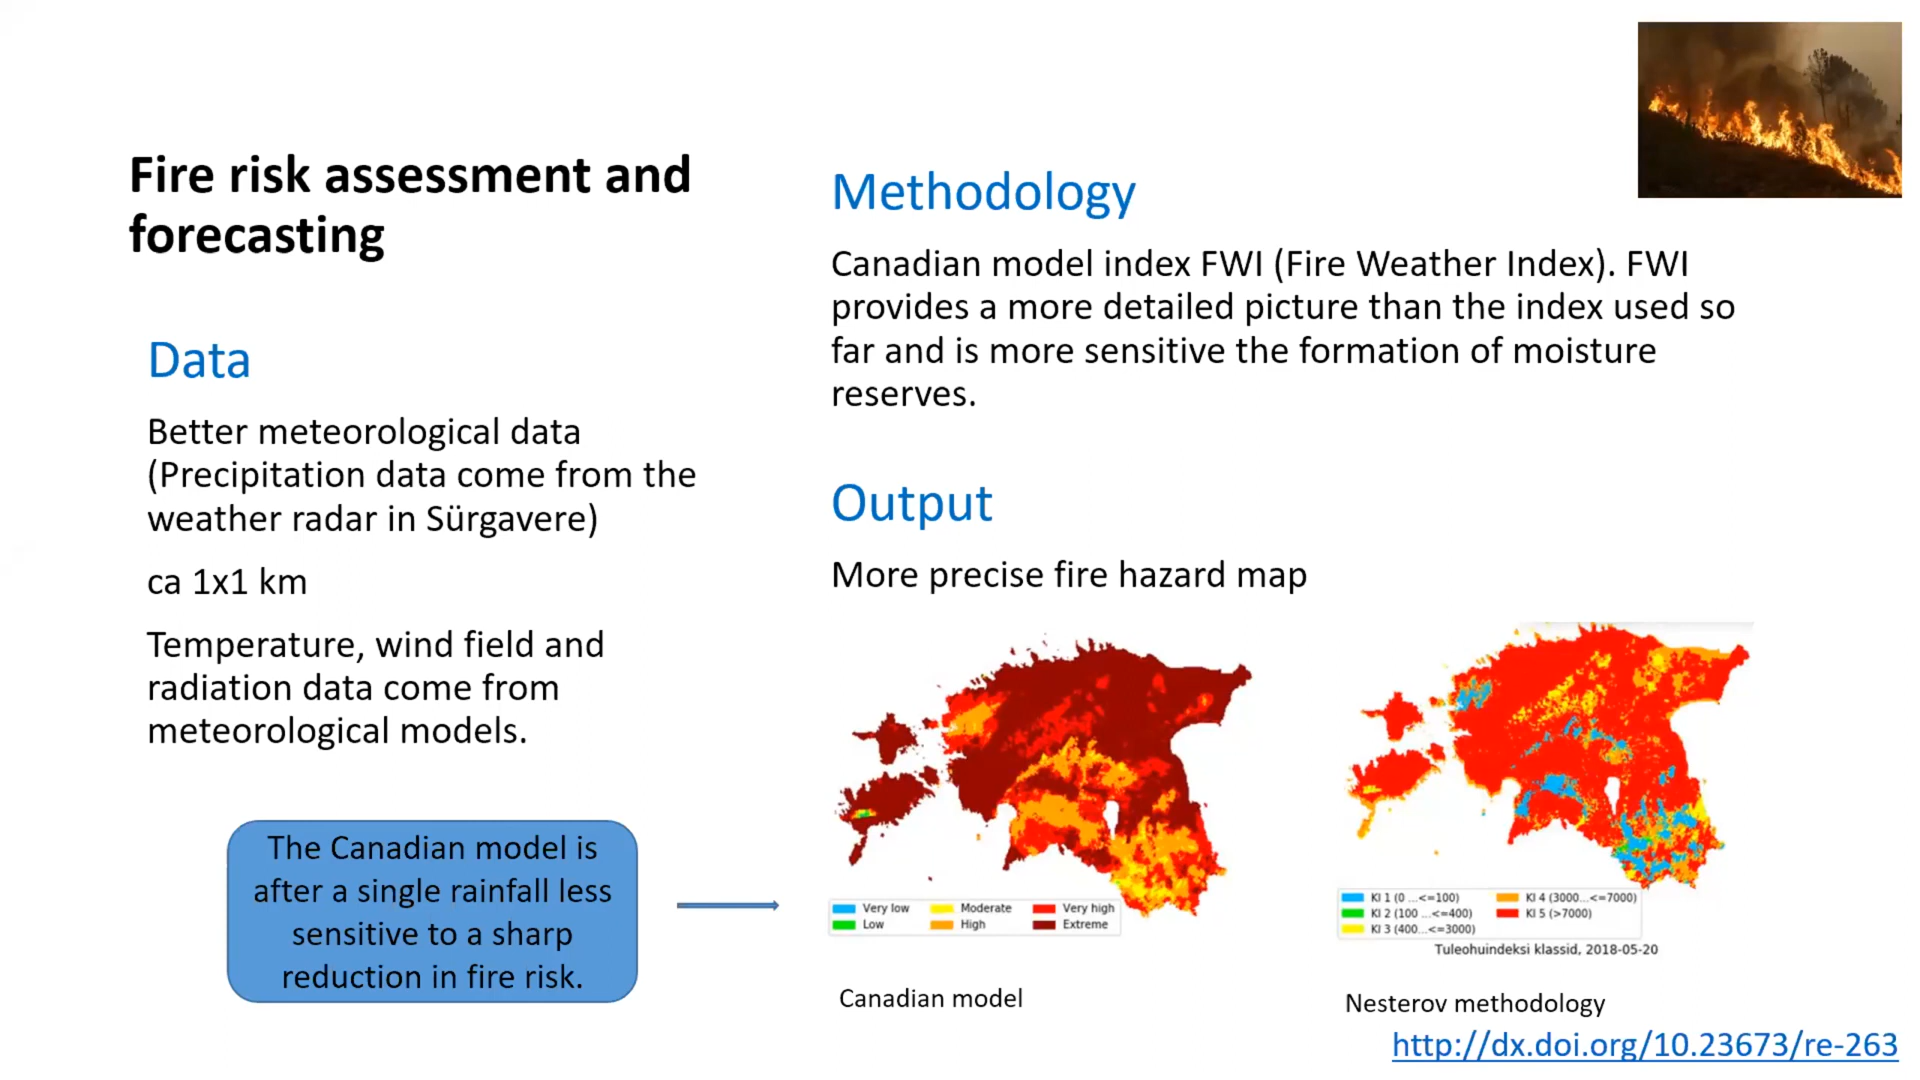 Fire risk assessment and
forecasting
Data
Better meteorological data
(Precipitation data come from the
weather radar in Sürgavere)
ca 1x1 km
Temperature, wind field and
radiation data come from
meteorological models.
The Canadian model is
after a single rainfall less
sensitive to a sharp
reduction in fire risk.
Methodology
Canadian model index FWI (Fire Weather Index). FWI
provides a more detailed picture than the index used so
far and is more sensitive the formation of moisture
reserves.
Output
More precise fire hazard map
Very low Moderate Very high
Low High Extreme
Canadian model
KI 1 (0 ...<=100) KI 4 (3000...<=7000)
KI 2 (100 ...<=400) KI 5 (>7000)
KI 3 (400...<=3000)
Tuleohuindeksi klassid, 2018-05-20
Nesterov methodology
http://dx.doi.org/10.23673/re-263